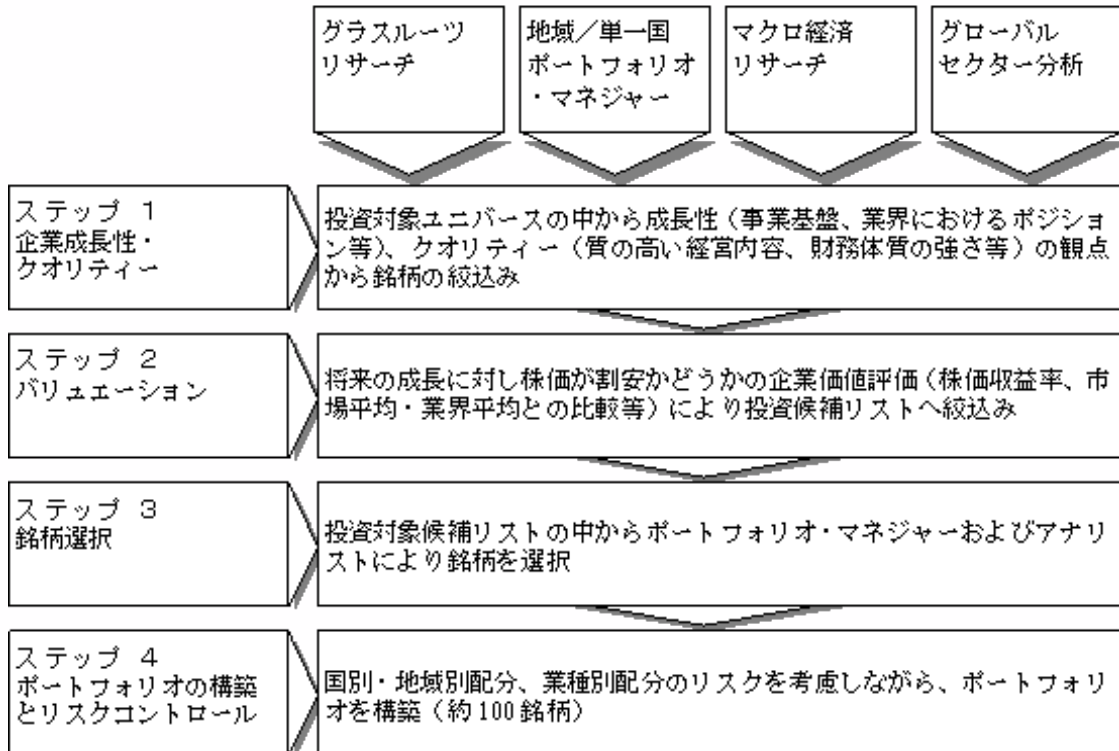 グラスルーツ
リサーチ
地域／単一国
ポートフォリオ
・マネジャー
マクロ経済
リサーチ
グローバル
セクター分析
ステップ １
企業成長性・
クオリティー
投資対象ユニバースの中から成長性（事業基盤、業界におけるポジショ
ン等）、クオリティー（質の高い経営内容、財務体質の強さ等）の観点
から銘柄の絞込み
ステップ ２
バリュエーション
将来の成長に対し株価が割安かどうかの企業価値評価（株価収益率、市
場平均・業界平均との比較等）により投資候補リストへ絞込み
ステップ ３
銘柄選択
投資対象候補リストの中からポートフォリオ・マネジャーおよびアナリ
ストにより銘柄を選択
ステップ ４
ポートフォリオの構築
とリスクコントロール
国別・地域別配分、業種別配分のリスクを考慮しながら、ポートフォリ
オを構築（約100銘柄）